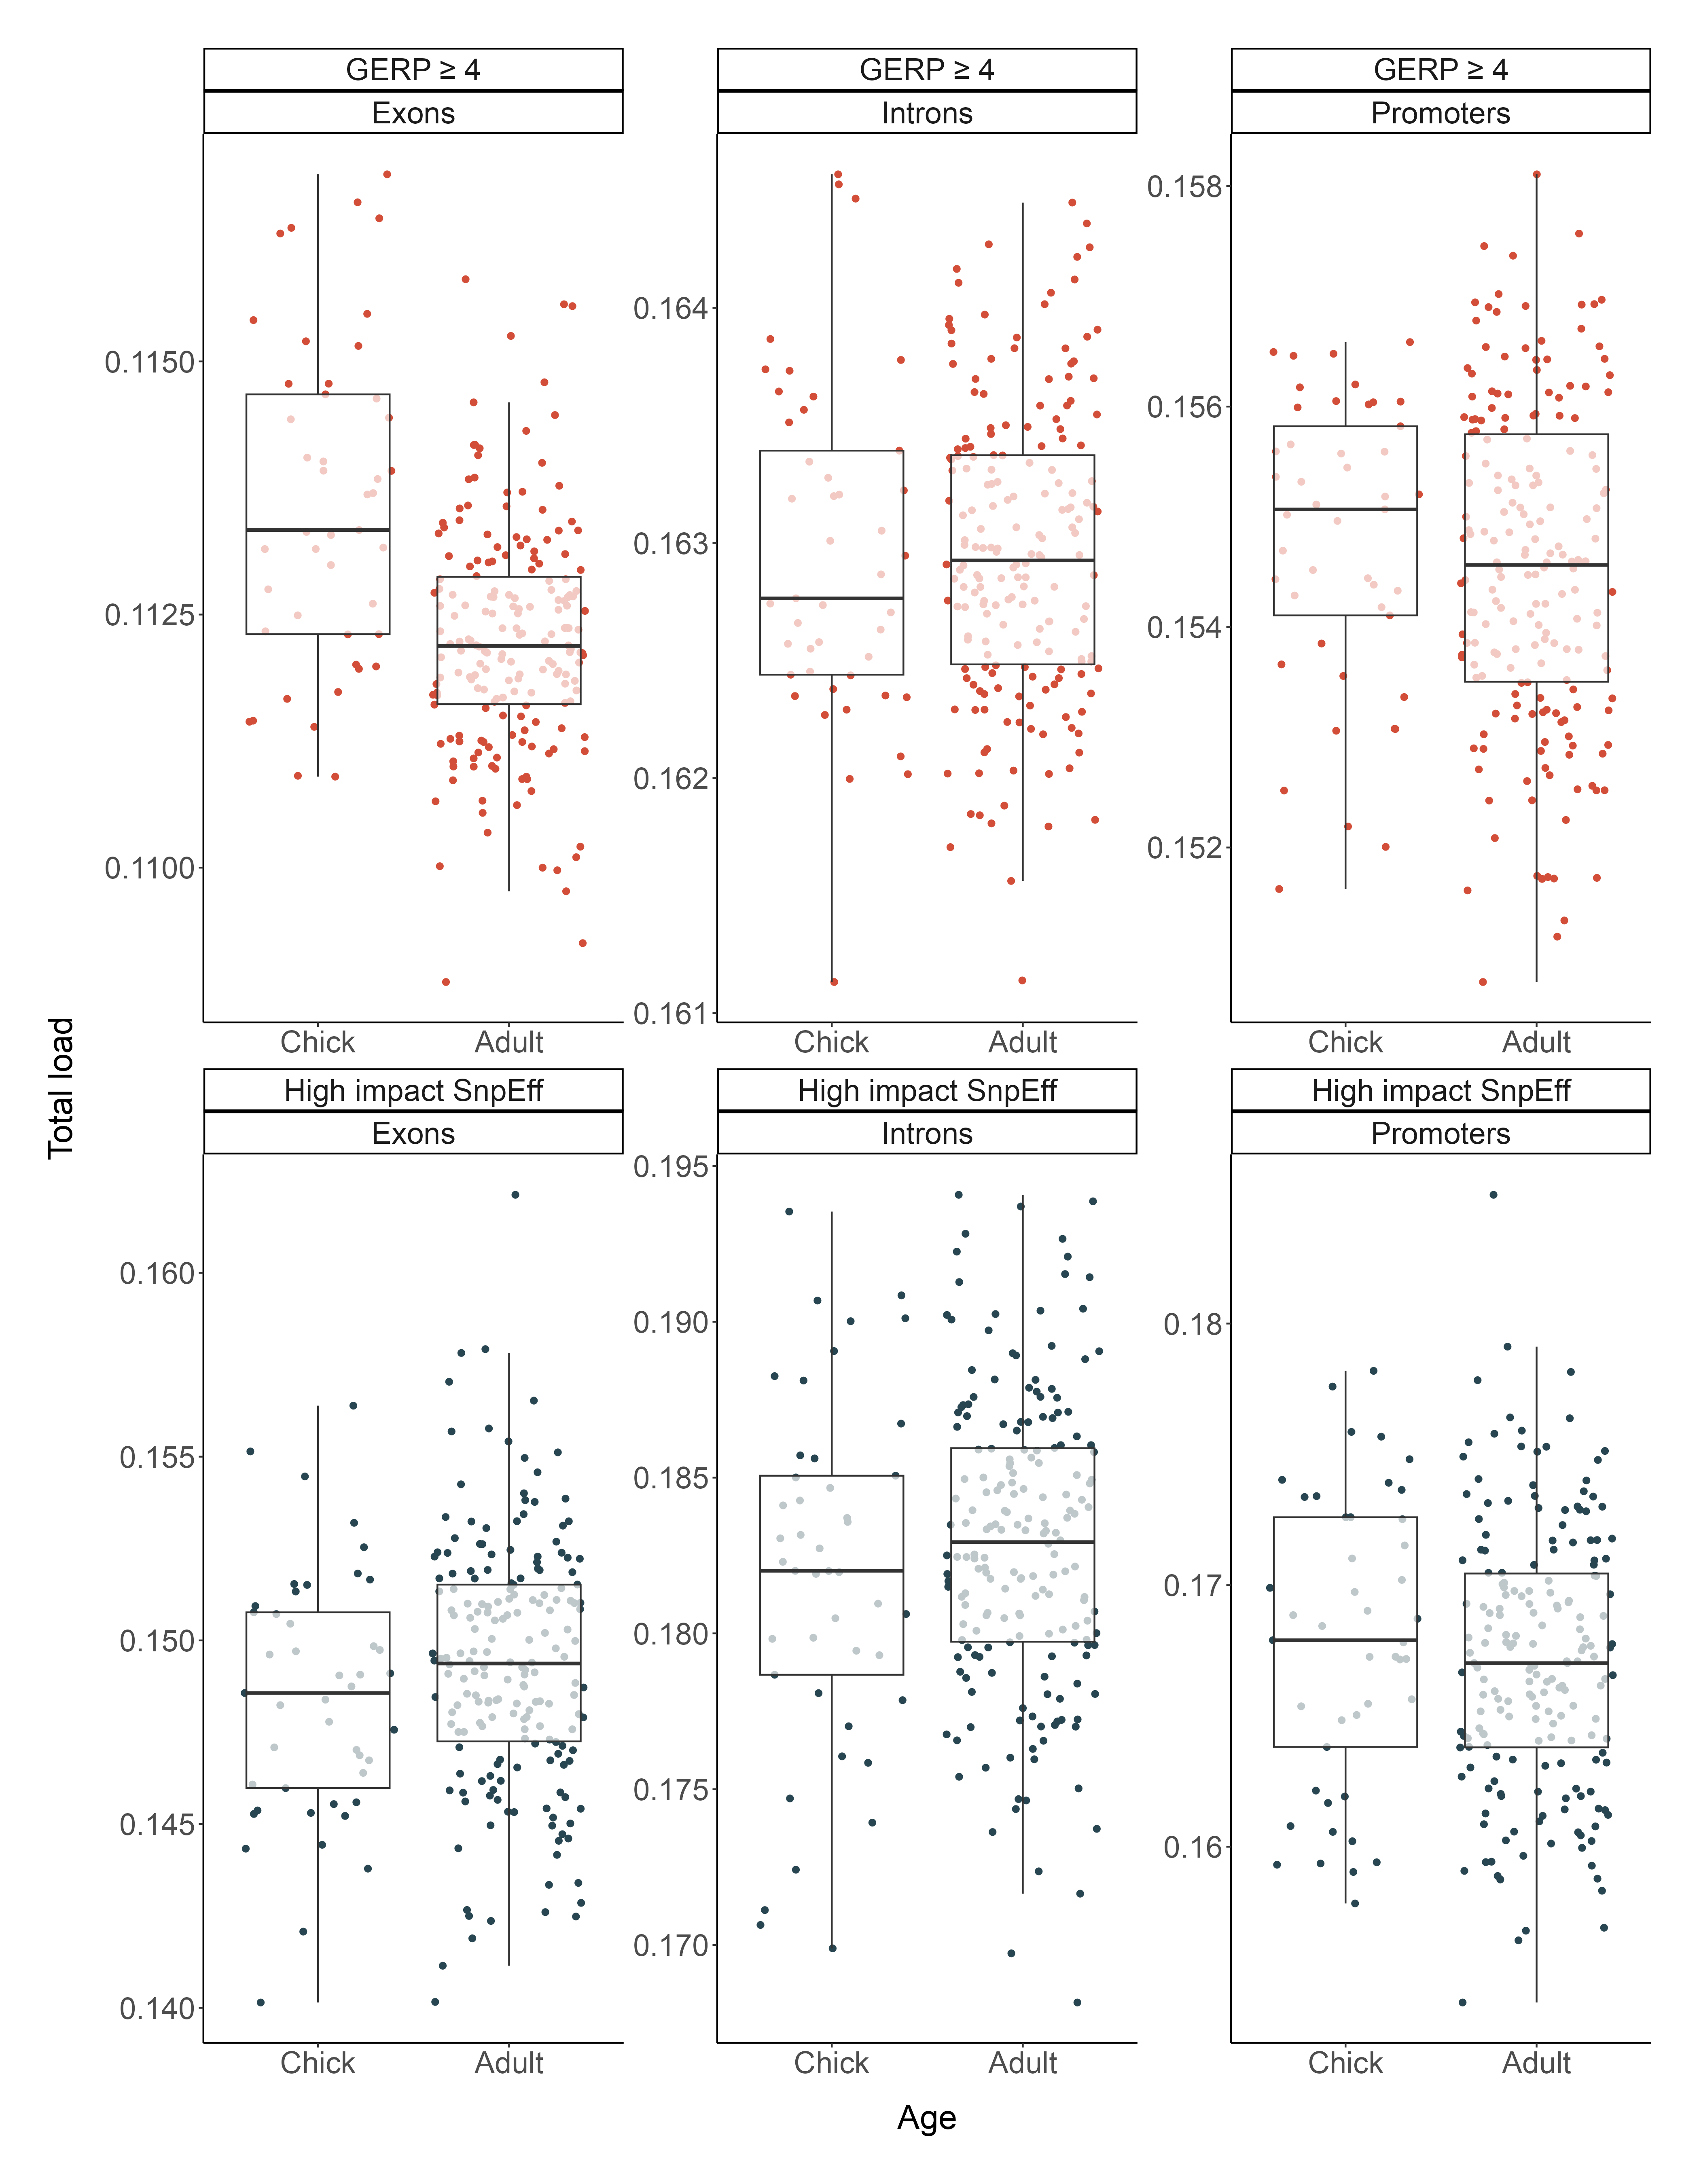 GERP ≥ 4
GERP ≥ 4
GERP ≥ 4
Exons
Introns
Promoters
0.1150
0.1125
0.1100
0.164
0.163
0.162
0.161
0.158
0.156
0.154
0.152
Chick Adult
Chick Adult
Chick Adult
Total load
High impact SnpEff
High impact SnpEff
High impact SnpEff
Exons
Introns
Promoters
0.160
0.155
0.150
0.145
0.140
0.195
0.190
0.185
0.180
0.175
0.170
0.18
0.17
0.16
Chick Adult
Chick Adult
Chick Adult
Age